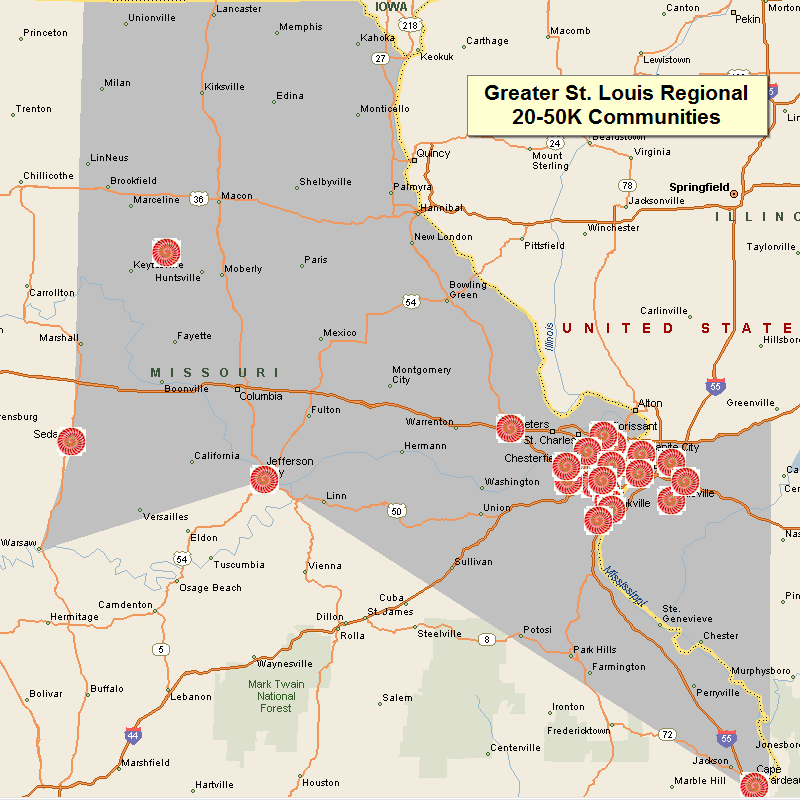 IOWA
Lancaster
Unionville
Canton
Morton
Pekin
Memphis
218
Princeton
Kahoka
Macomb
Carthage
27
Keokuk
Lewistown
Milan
Kirksville
Edina
Greater St. Louis Regional
20-50K Communities
Trenton
Monticello
24
Beardstown
LinNeus
Quincy
Mount
Sterling
Virginia
Chillicothe
Brookfield
Shelbyville
Palmyra
78
Springfield
Marceline
36
Macon
Hannibal
Jacksonville
ILLINO
New London
Pittsfield
Winchester
Taylorville
Keytesville
Huntsville
Moberly
Paris
Carrollton
Bowling
Green
54
Carlinville
Illinois
UNITED STATE
Marshall
Fayette
Mexico
Hillsboro
MISSOURI
Montgomery
City
Boonville
Columbia
55
Alton
Greenville
Fulton
Warrenton
Seda
Hermann
St. Charles
Chesterfie
California
Jefferson
Linn
Washington
Union
50
Versailles
Eldon
Warsaw
54
Tuscumbia
Sullivan
Vienna
Osage Beach
Mississippi
Cuba
Camdenton
St. James
Ste.
Genevieve
Hermitage
Dillon
Rolla
Steelville
8
Potosi
Chester
5
Waynesville
Park Hills
Farmington
Murphysboro
Bolivar
Buffalo
Lebanon
Mark Twain
National
Forest
Salem
Ironton
Perryville
44
Fredericktown
72
55
Jonesboro
Centerville
Marshfield
Jackson
Cape
Hartville
Houston
Marble Hill